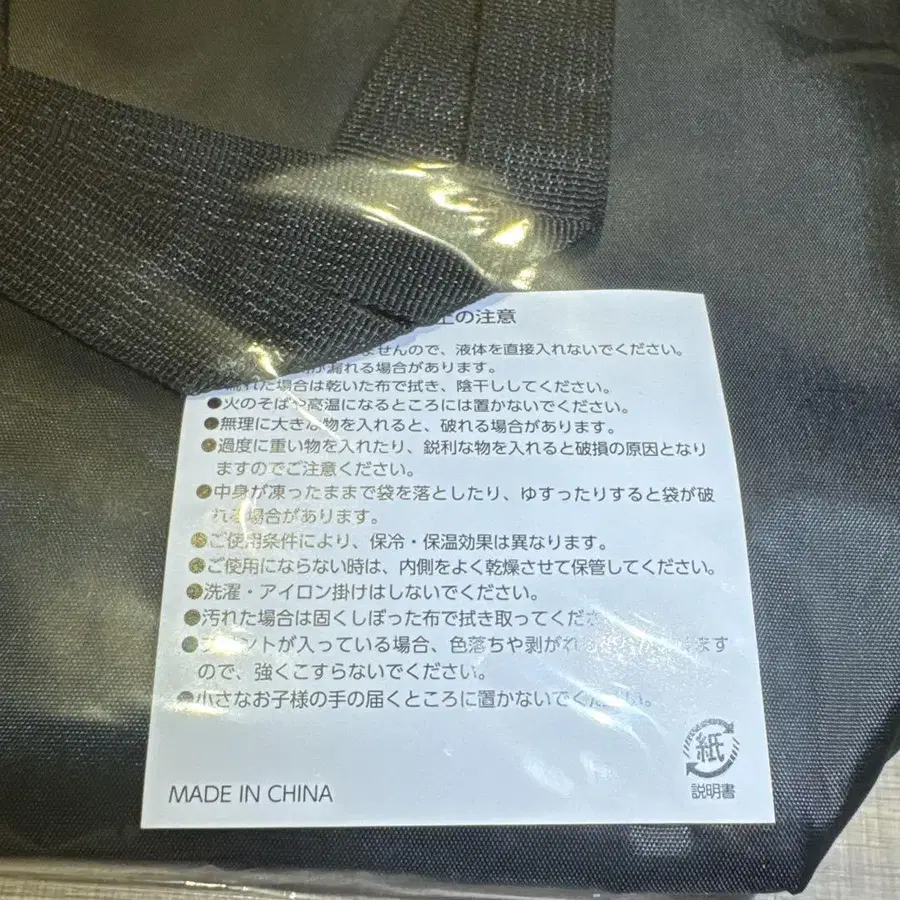 上の注意
ませんので、液体を直接入れないでください。
が漏れる場合があります。
濡れた場合は乾いた布で拭き、陰干ししてください。
●火のそばや高温になるところには置かないでください。
●無理に大きな物を入れると、破れる場合があります。
●過度に重い物を入れたり、鋭利な物を入れると破損の原因となり
ますのでご注意ください。
●中身が凍ったままで袋を落としたり、ゆすったりすると袋が破
れる場合があります。
●ご使用条件により、保冷・保温効果は異なります。
●ご使用にならない時は、内側をよく乾燥させて保管してください。
●洗濯・アイロン掛けはしないでください。
●汚れた場合は固くしぼった布で拭き取ってくださ
●プリントが入っている場合、色落ちや剥がれ ますす
ので、強くこすらないでください。
●小さなお子様の手の届くところに置かないでください。
紙
説明書
MADE IN CHINA